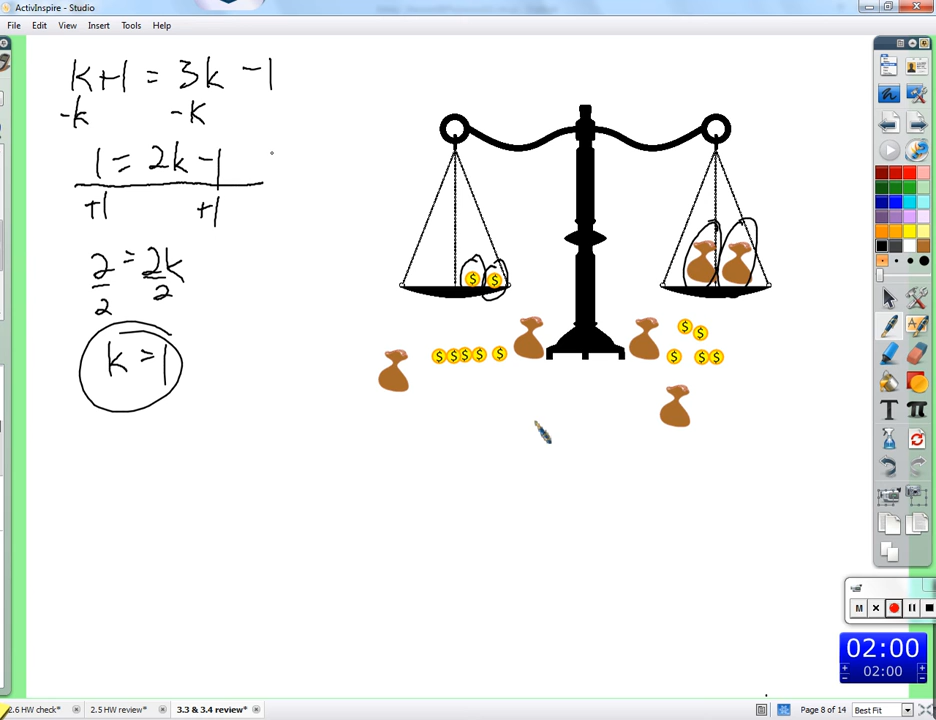 ActivInspire - Studio
File Edit View Insert Tools Help
k+1 = 3k -1
-k -k
1 = 2k -1
+1 +1
2 = 2k
2 2
k = 1
$ $
$ $ $ $ $
$ $
$ $ $
M
02:00
02:00
2.6 HW check* 2.5 HW review* 3.3 & 3.4 review*
Page 8 of 14 Best Fit